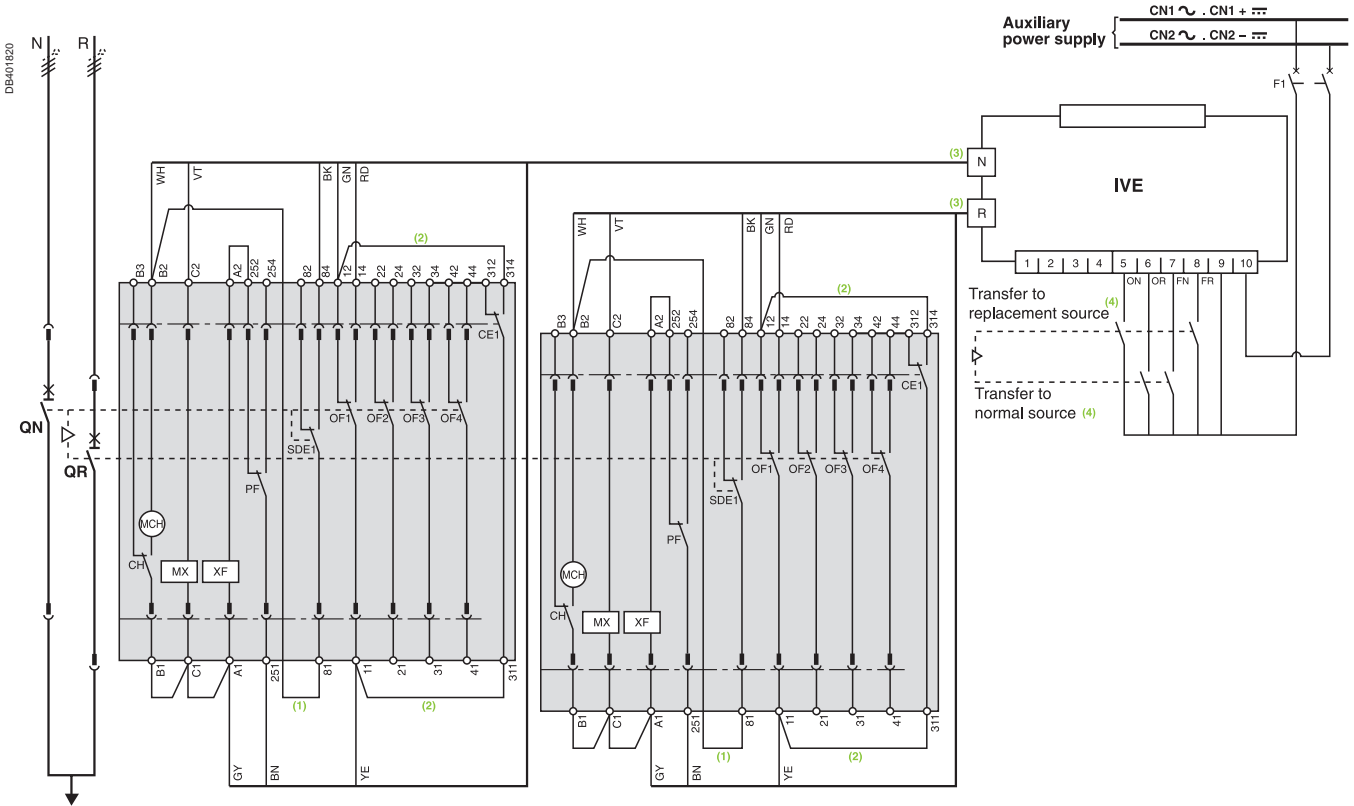 DB401820
N R
Auxiliary
power supply
CN1 ∿ . CN1 + ⎓
CN2 ∿ . CN2 – ⎓
F1
(3) N
IVE
(3) R
1 2 3 4 5 6 7 8 9 10
ON OR FN FR
Transfer to
replacement source (4)
Transfer to
normal source (4)
QN
QR
WH VT BK GN RD
(2)
B3 B2 C2 A2 252 254 82 84 12 14 22 24 32 34 42 44 312 314
CE1
OF1 OF2 OF3 OF4
SDE1
PF
MCH
CH
MX XF
B1 C1 A1 251 81 11 21 31 41 311
(1) (2)
GY BN YE
WH VT BK GN RD
(2)
B3 B2 C2 A2 252 254 82 84 12 14 22 24 32 34 42 44 312 314
CE1
OF1 OF2 OF3 OF4
SDE1
PF
MCH
CH
MX XF
B1 C1 A1 251 81 11 21 31 41 311
(1) (2)
GY BN YE